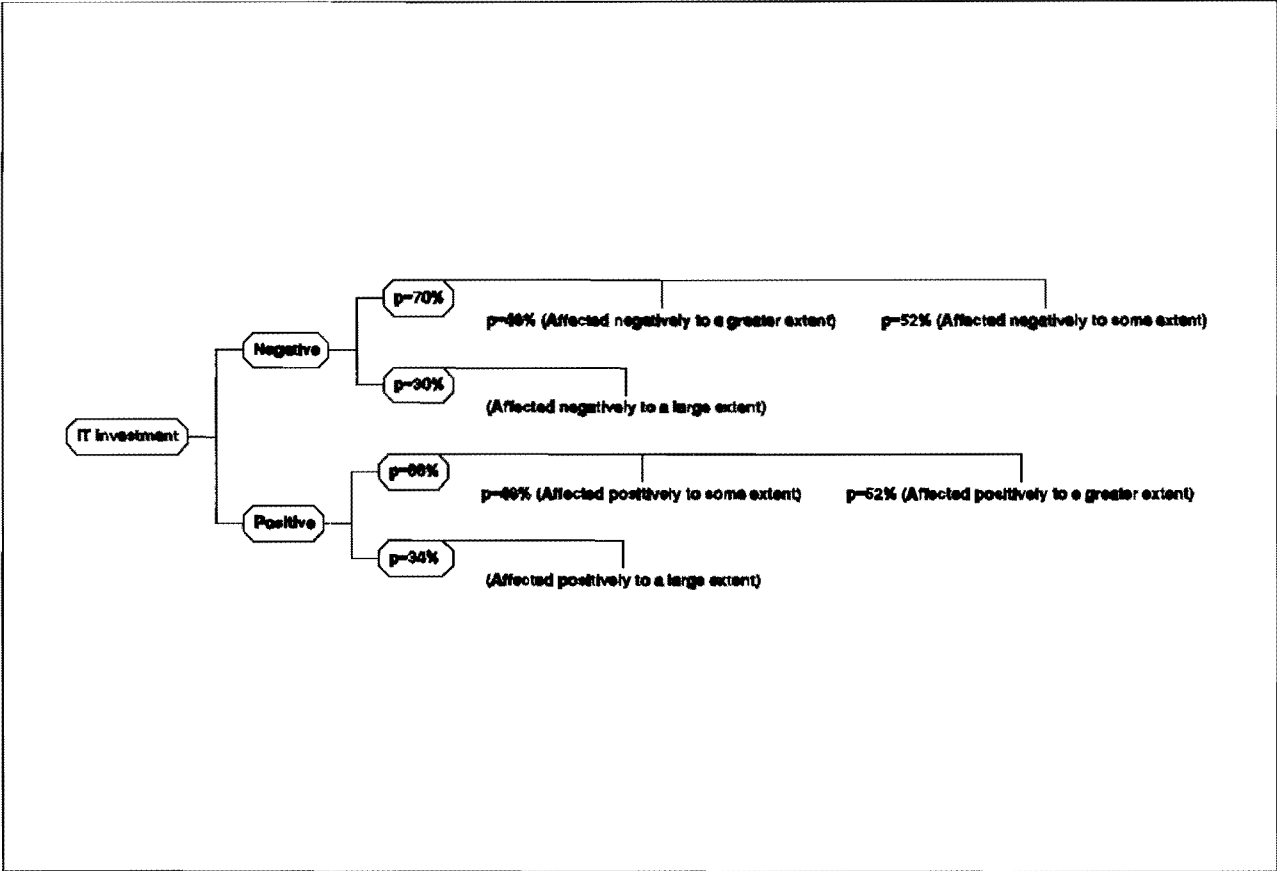 p=70%
(Affected negatively to a greater extent)
p=52% (Affected negatively to some extent)
Negative
p=30%
(Affected negatively to a large extent)
IT investment
p=66%
(Affected positively to some extent)
p=52% (Affected positively to a greater extent)
Positive
p=34%
(Affected positively to a large extent)